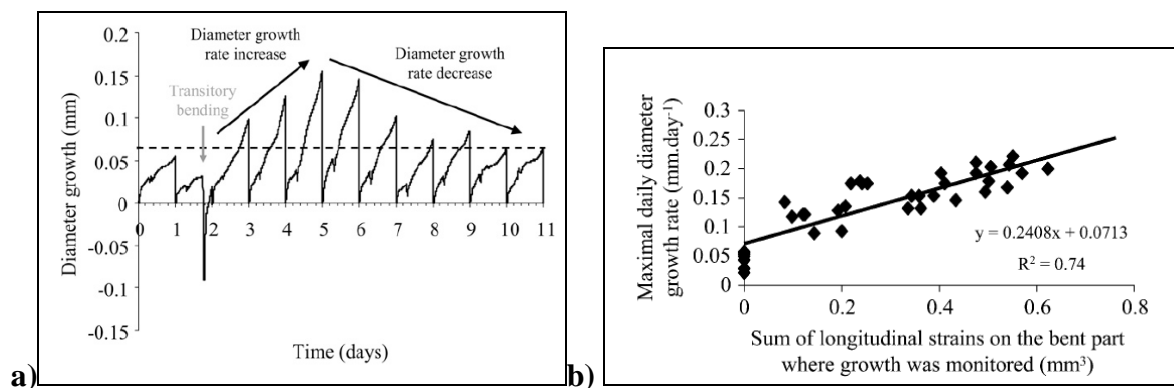 a)
0.2
0.15
0.1
0.05
0
-0.05
-0.1
-0.15
Diameter growth (mm)
Diameter growth
rate increase
Diameter growth
rate decrease
Transitory
bending
0 1 2 3 4 5 6 7 8 9 10 11
Time (days)
b)
Maximal daily diameter
growth rate (mm.day-¹)
0.3
0.25
0.2
0.15
0.1
0.05
0
y = 0.2408x + 0.0713
R² = 0.74
0 0.2 0.4 0.6 0.8
Sum of longitudinal strains on the bent part
where growth was monitored (mm³)